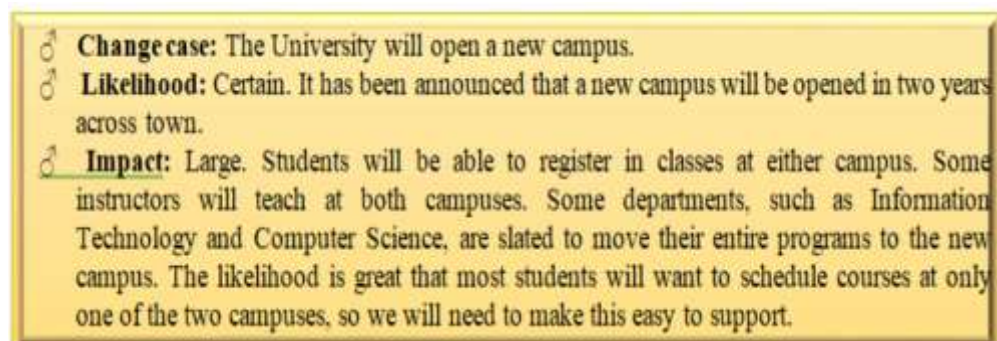 ♂ Change case: The University will open a new campus.
♂ Likelihood: Certain. It has been announced that a new campus will be opened in two years
across town.
♂ Impact: Large. Students will be able to register in classes at either campus. Some
instructors will teach at both campuses. Some departments, such as Information
Technology and Computer Science, are slated to move their entire programs to the new
campus. The likelihood is great that most students will want to schedule courses at only
one of the two campuses, so we will need to make this easy to support.